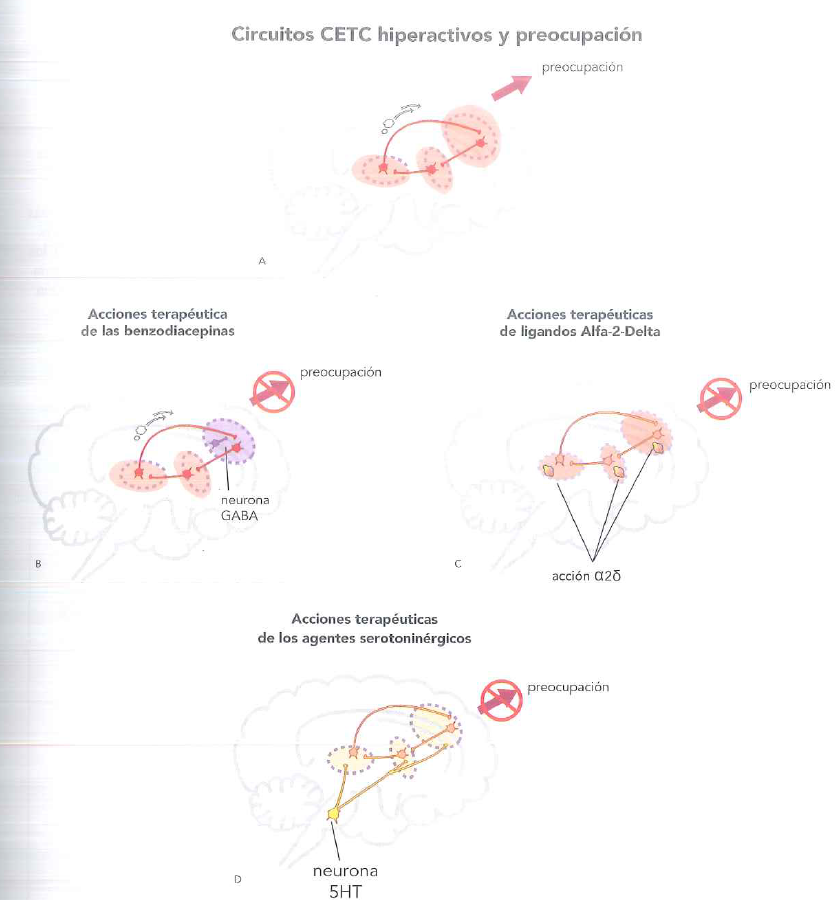 Circuitos CETC hiperactivos y preocupación
preocupación
A
Acciones terapéutica
de las benzodiacepinas
preocupación
neurona
GABA
B
Acciones terapéuticas
de ligandos Alfa-2-Delta
preocupación
C
acción α2δ
Acciones terapéuticas
de los agentes serotoninérgicos
preocupación
D
neurona
5HT